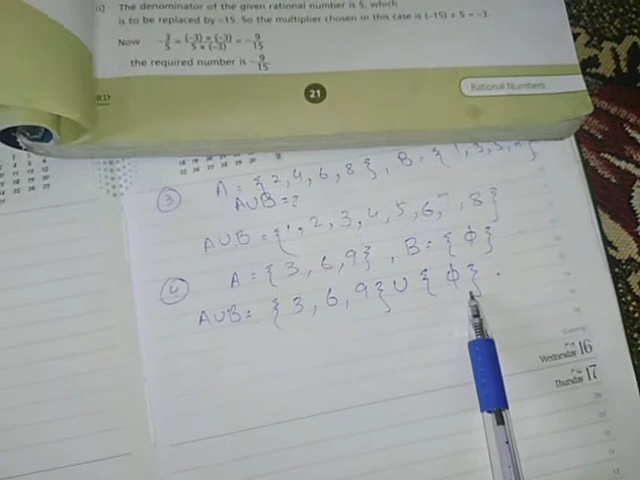 ii) The denominator of the given rational number is 5, which
is to be replaced by –15. So the multiplier chosen in this case is (–15) ÷ 5 = –3.
Now -3/5 = (–3) × (–3) / 5 × (–3) = -9/15
the required number is -9/15.
21
Rational Numbers
③ A = {2, 4, 6, 8}, B = {1, 3, 5, 7}
A∪B = ?
A∪B = {1, 2, 3, 4, 5, 6, 7, 8}
④ A = {3, 6, 9}, B = {ϕ}
A∪B = {3, 6, 9} ∪ {ϕ}.
Wednesday 16
Thursday 17